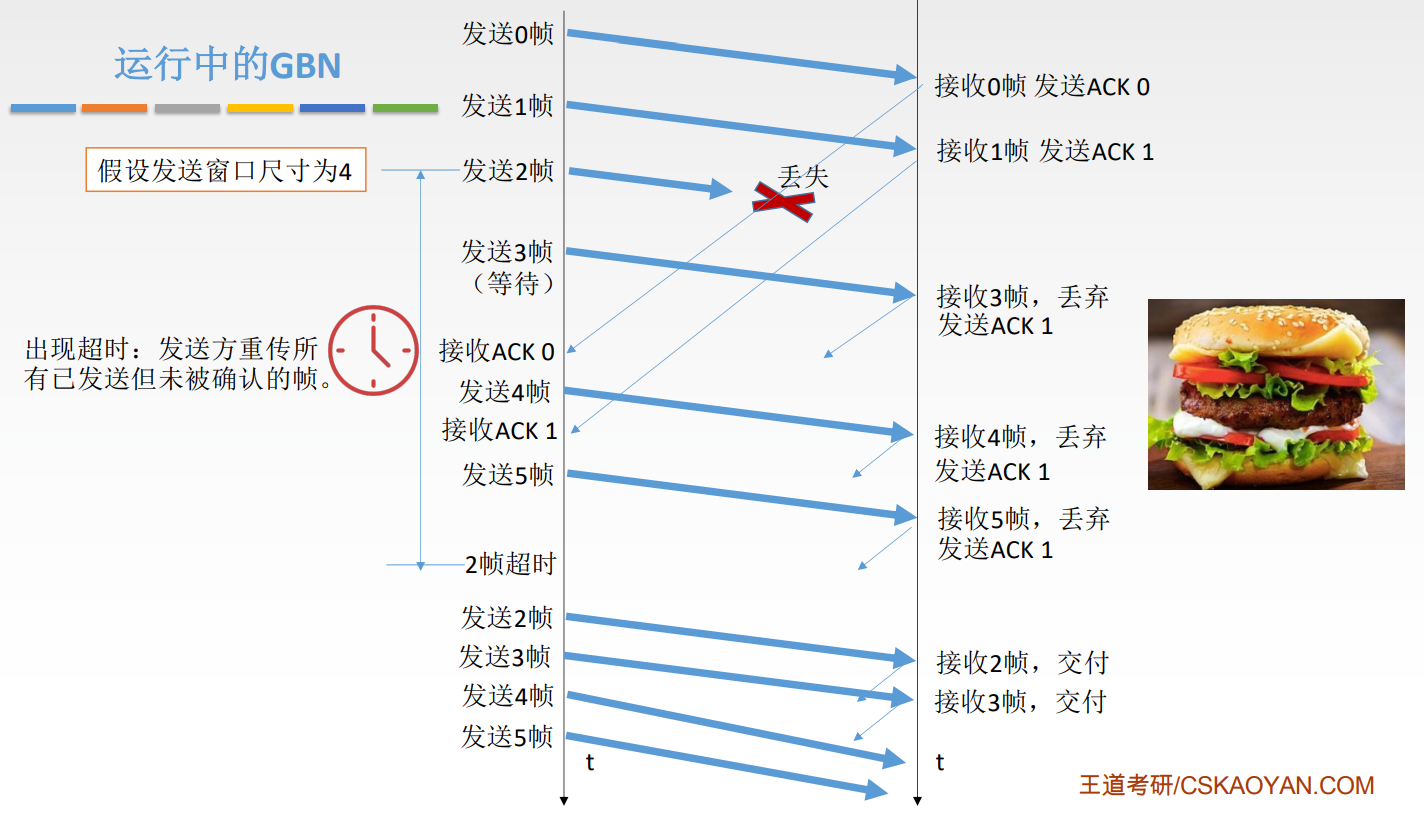 运行中的GBN
假设发送窗口尺寸为4
出现超时：发送方重传所
有已发送但未被确认的帧。
发送0帧
发送1帧
发送2帧
发送3帧
（等待）
接收ACK 0
发送4帧
接收ACK 1
发送5帧
2帧超时
发送2帧
发送3帧
发送4帧
发送5帧
丢失
接收0帧 发送ACK 0
接收1帧 发送ACK 1
接收3帧，丢弃
发送ACK 1
接收4帧，丢弃
发送ACK 1
接收5帧，丢弃
发送ACK 1
接收2帧，交付
接收3帧，交付
t
t
王道考研/CSKAOYAN.COM